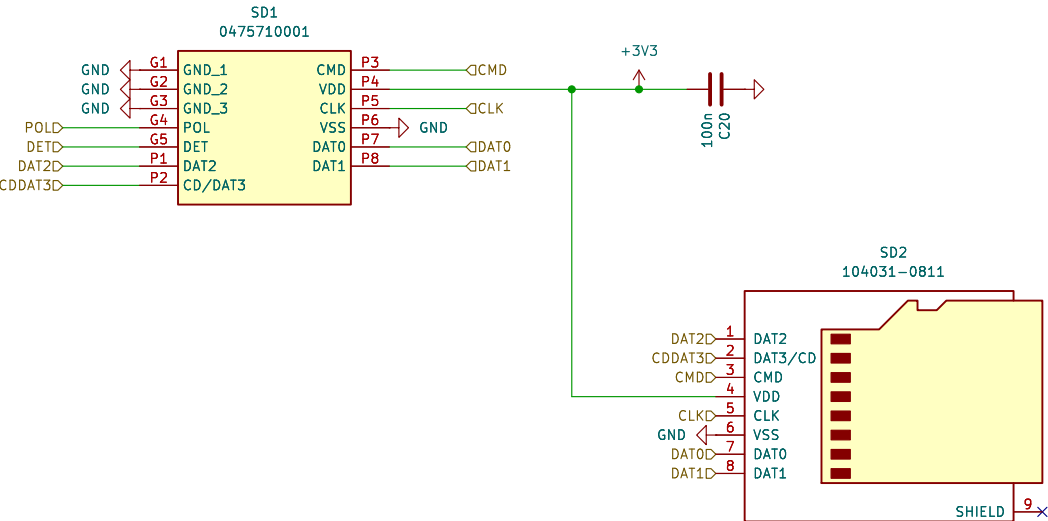 SD1
0475710001
GND G1 GND_1 CMD P3 CMD
GND G2 GND_2 VDD P4
GND G3 GND_3 CLK P5 CLK
POL G4 POL VSS P6 GND
DET G5 DET DAT0 P7 DAT0
DAT2 P1 DAT2 DAT1 P8 DAT1
CDDAT3 P2 CD/DAT3
+3V3
100n
C20
SD2
104031-0811
DAT2 1 DAT2
CDDAT3 2 DAT3/CD
CMD 3 CMD
4 VDD
CLK 5 CLK
GND 6 VSS
DAT0 7 DAT0
DAT1 8 DAT1
SHIELD 9